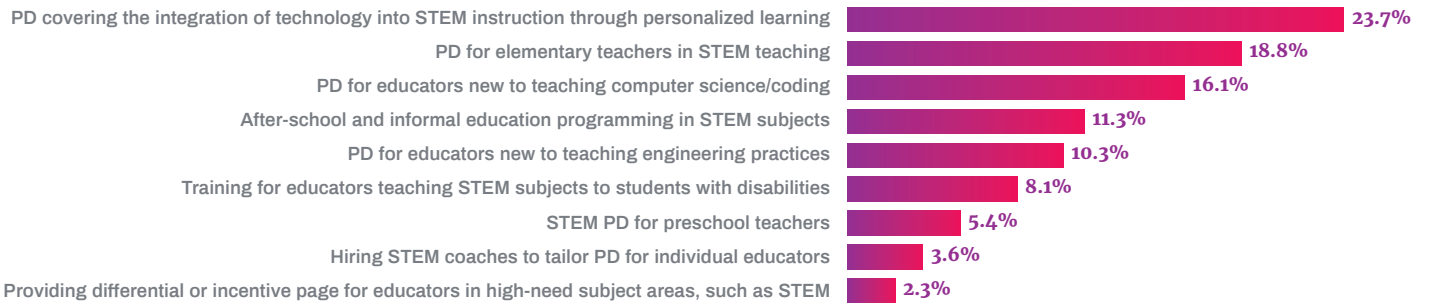 PD covering the integration of technology into STEM instruction through personalized learning 23.7%
PD for elementary teachers in STEM teaching 18.8%
PD for educators new to teaching computer science/coding 16.1%
After-school and informal education programming in STEM subjects 11.3%
PD for educators new to teaching engineering practices 10.3%
Training for educators teaching STEM subjects to students with disabilities 8.1%
STEM PD for preschool teachers 5.4%
Hiring STEM coaches to tailor PD for individual educators 3.6%
Providing differential or incentive page for educators in high-need subject areas, such as STEM 2.3%